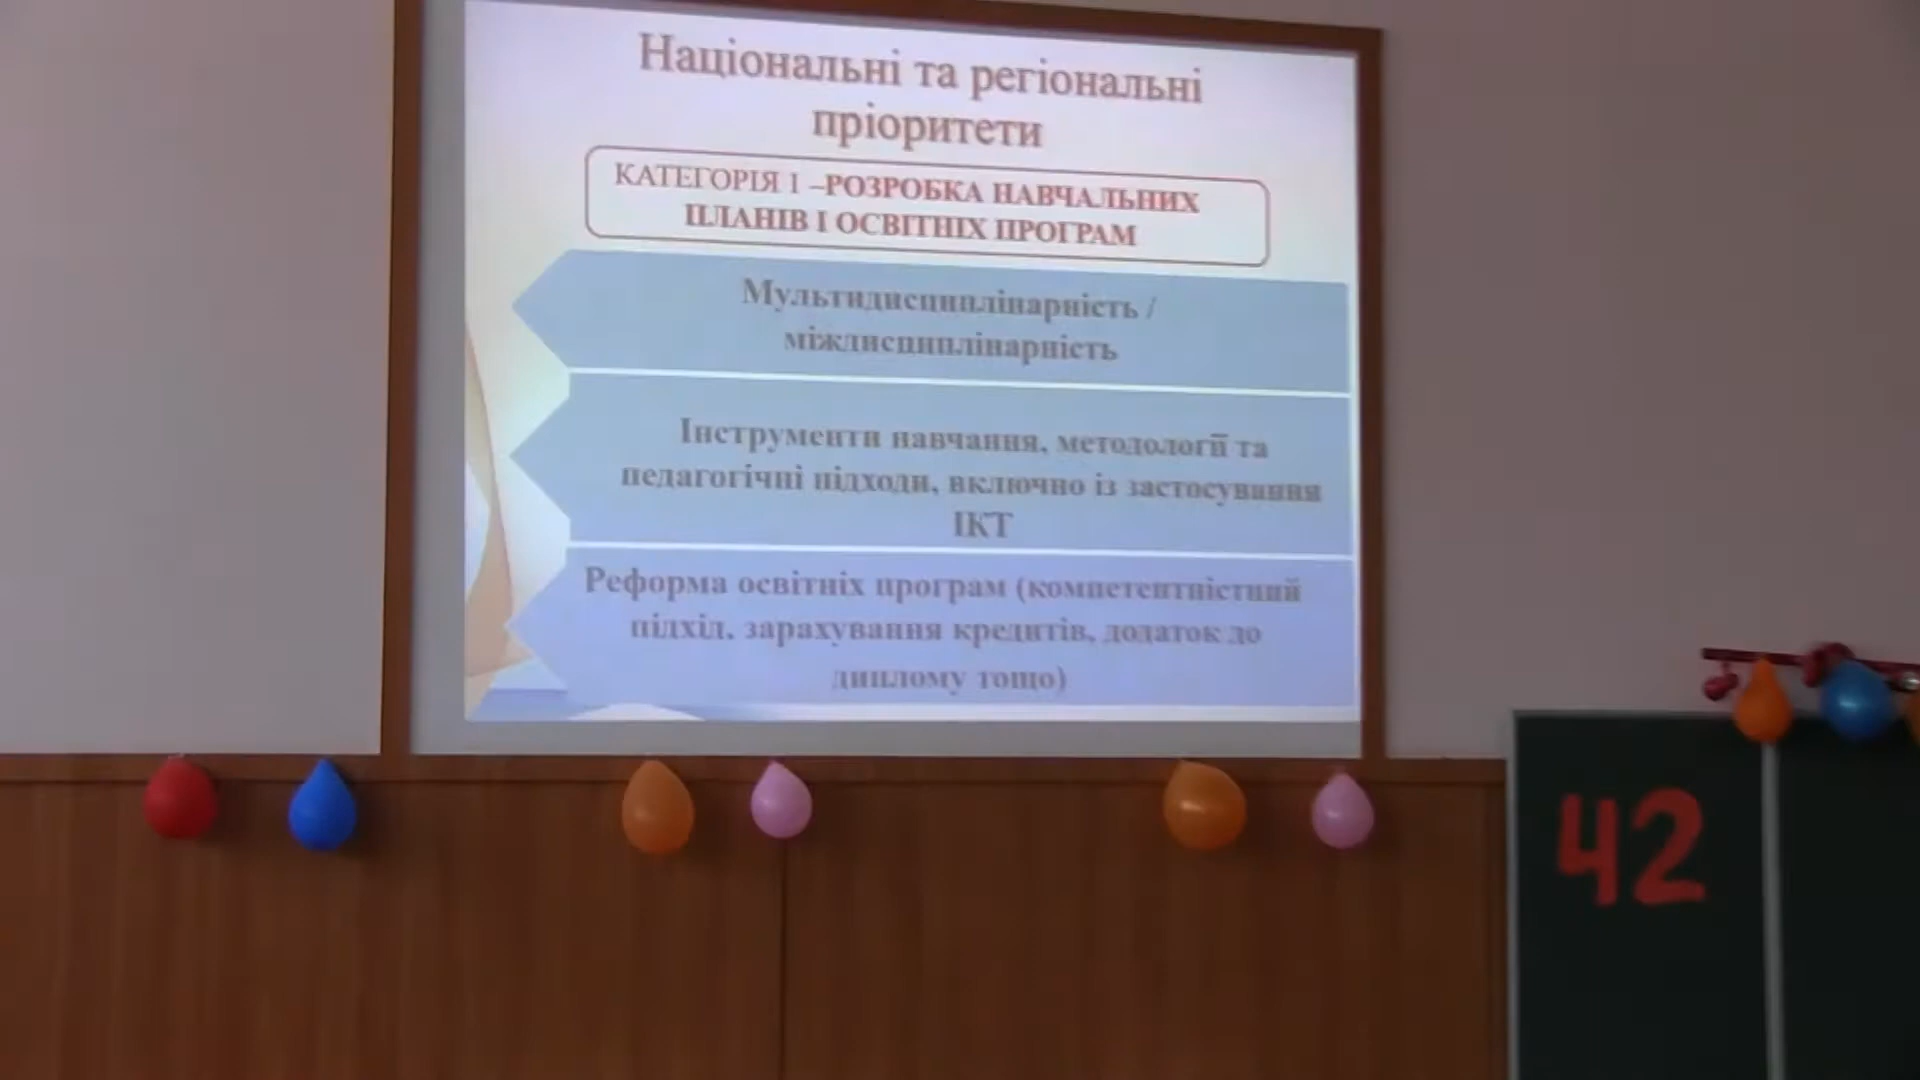 Національні та регіональні
пріоритети
КАТЕГОРІЯ 1 –РОЗРОБКА НАВЧАЛЬНИХ
ПЛАНІВ І ОСВІТНІХ ПРОГРАМ
Мультидисциплінарність /
міждисциплінарність
Інструменти навчання, методології та
педагогічні підходи, включно із застосування
ІКТ
Реформа освітніх програм (компетентністний
підхід, зарахування кредитів, додаток до
диплому тощо)
42